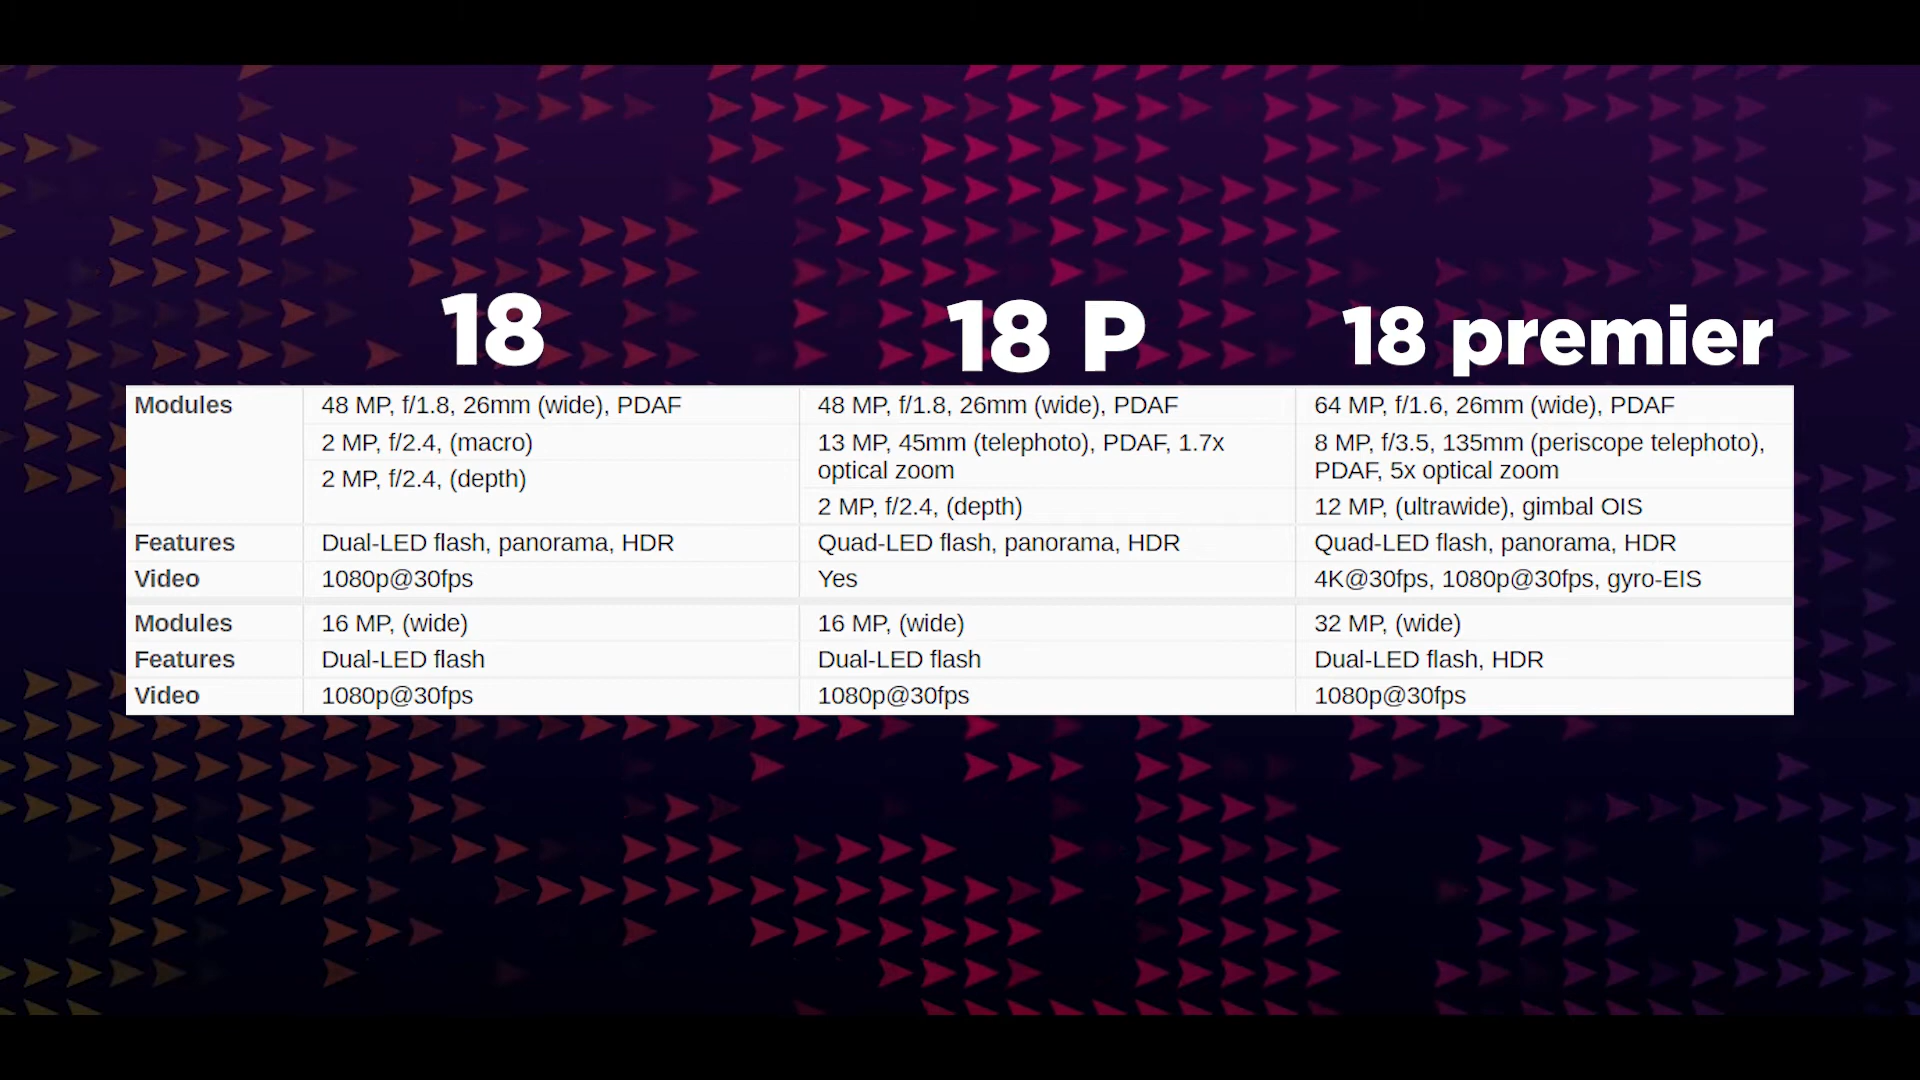 18 18 P 18 premier
Modules 48 MP, f/1.8, 26mm (wide), PDAF 48 MP, f/1.8, 26mm (wide), PDAF 64 MP, f/1.6, 26mm (wide), PDAF
2 MP, f/2.4, (macro) 13 MP, 45mm (telephoto), PDAF, 1.7x 8 MP, f/3.5, 135mm (periscope telephoto),
optical zoom PDAF, 5x optical zoom
2 MP, f/2.4, (depth) 2 MP, f/2.4, (depth) 12 MP, (ultrawide), gimbal OIS
Features Dual-LED flash, panorama, HDR Quad-LED flash, panorama, HDR Quad-LED flash, panorama, HDR
Video 1080p@30fps Yes 4K@30fps, 1080p@30fps, gyro-EIS
Modules 16 MP, (wide) 16 MP, (wide) 32 MP, (wide)
Features Dual-LED flash Dual-LED flash Dual-LED flash, HDR
Video 1080p@30fps 1080p@30fps 1080p@30fps